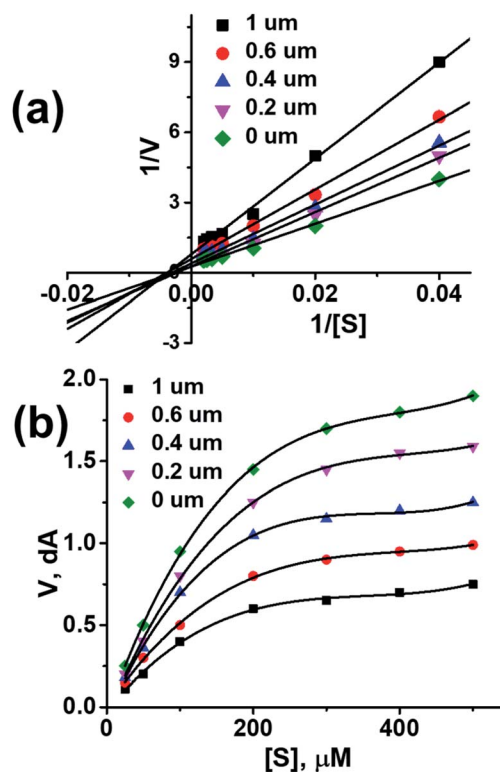 (a)
1 um
0.6 um
0.4 um
0.2 um
0 um
1/V
9
6
3
0
-3
-0.02 0.00 0.02 0.04
1/[S]
(b)
1 um
0.6 um
0.4 um
0.2 um
0 um
V, dA
2.0
1.5
1.0
0.5
0.0
0 200 400
[S], μM